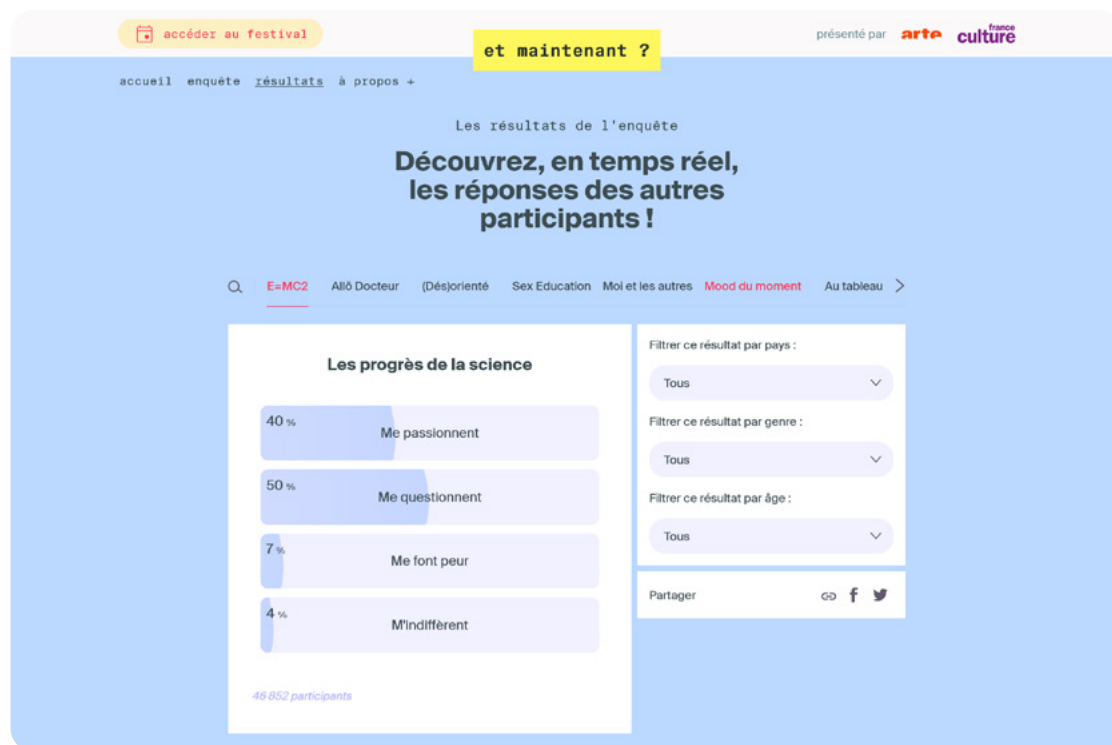 accéder au festival
et maintenant ?
présenté par arte france culture
accueil enquête résultats à propos +
Les résultats de l'enquête
Découvrez, en temps réel,
les réponses des autres
participants !
E=MC2 Allô Docteur (Dés)orienté Sex Education Moi et les autres Mood du moment Au tableau
Les progrès de la science
40 %
Me passionnent
50 %
Me questionnent
7 %
Me font peur
4 %
M'indiffèrent
46 852 participants
Filtrer ce résultat par pays :
Tous
Filtrer ce résultat par genre :
Tous
Filtrer ce résultat par âge :
Tous
Partager